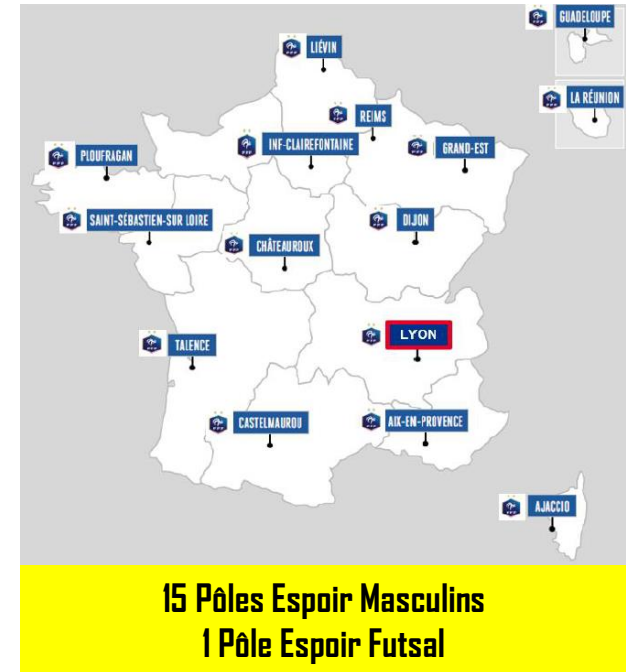 GUADELOUPE
LIÉVIN
LA RÉUNION
REIMS
INF-CLAIREFONTAINE
GRAND-EST
PLOUFRAGAN
SAINT-SÉBASTIEN-SUR LOIRE
DIJON
CHÂTEAUROUX
LYON
TALENCE
CASTELMAUROU
AIX-EN-PROVENCE
AJACCIO
15 Pôles Espoir Masculins
1 Pôle Espoir Futsal